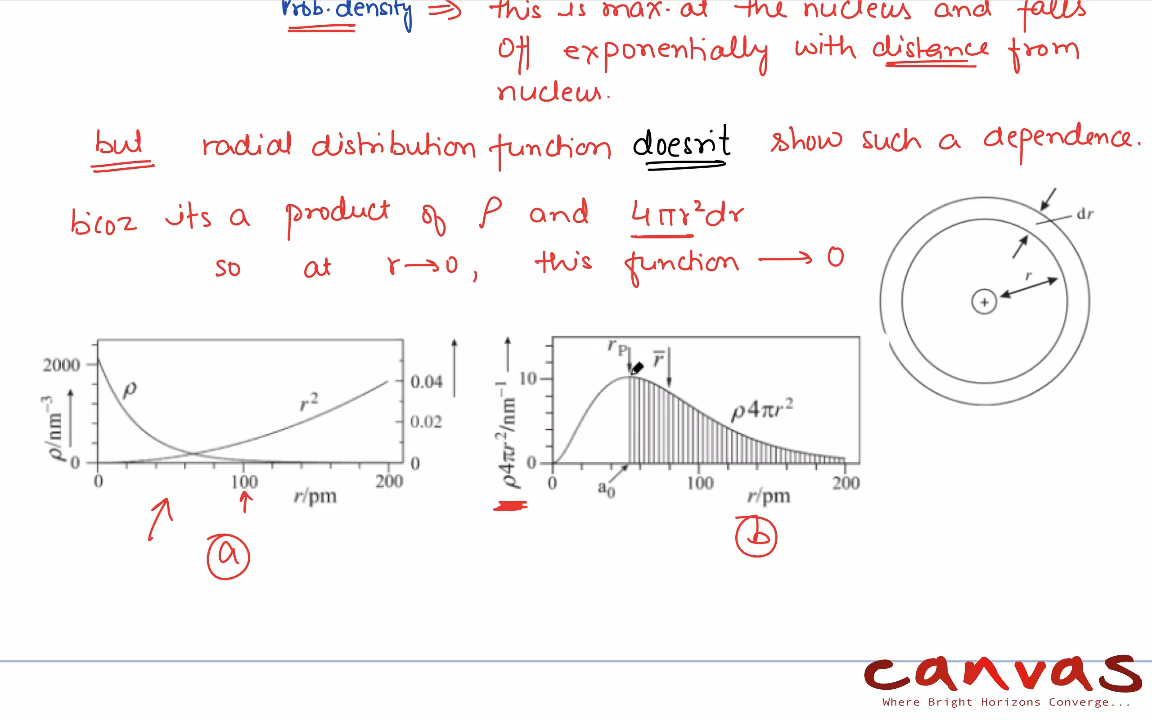 Prob. density ⇒ this is max. at the nucleus and falls
off exponentially with distance from
nucleus.
but radial distribution function doesn't show such a dependence.
b'coz its a product of ρ and 4πr²dr
so at r→0, this function → 0
dr
r
+
2000
ρ
r²
0.04
0.02
ρ/nm⁻³
0
0
0
100
200
r/pm
a
rₚ
r̄
10
ρ4πr²
ρ4πr²/nm⁻¹
0
0
a₀
100
200
r/pm
b
canvas
Where Bright Horizons Converge...